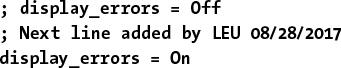 ; display_errors = Off
; Next line added by LEU 08/28/2017
display_errors = On